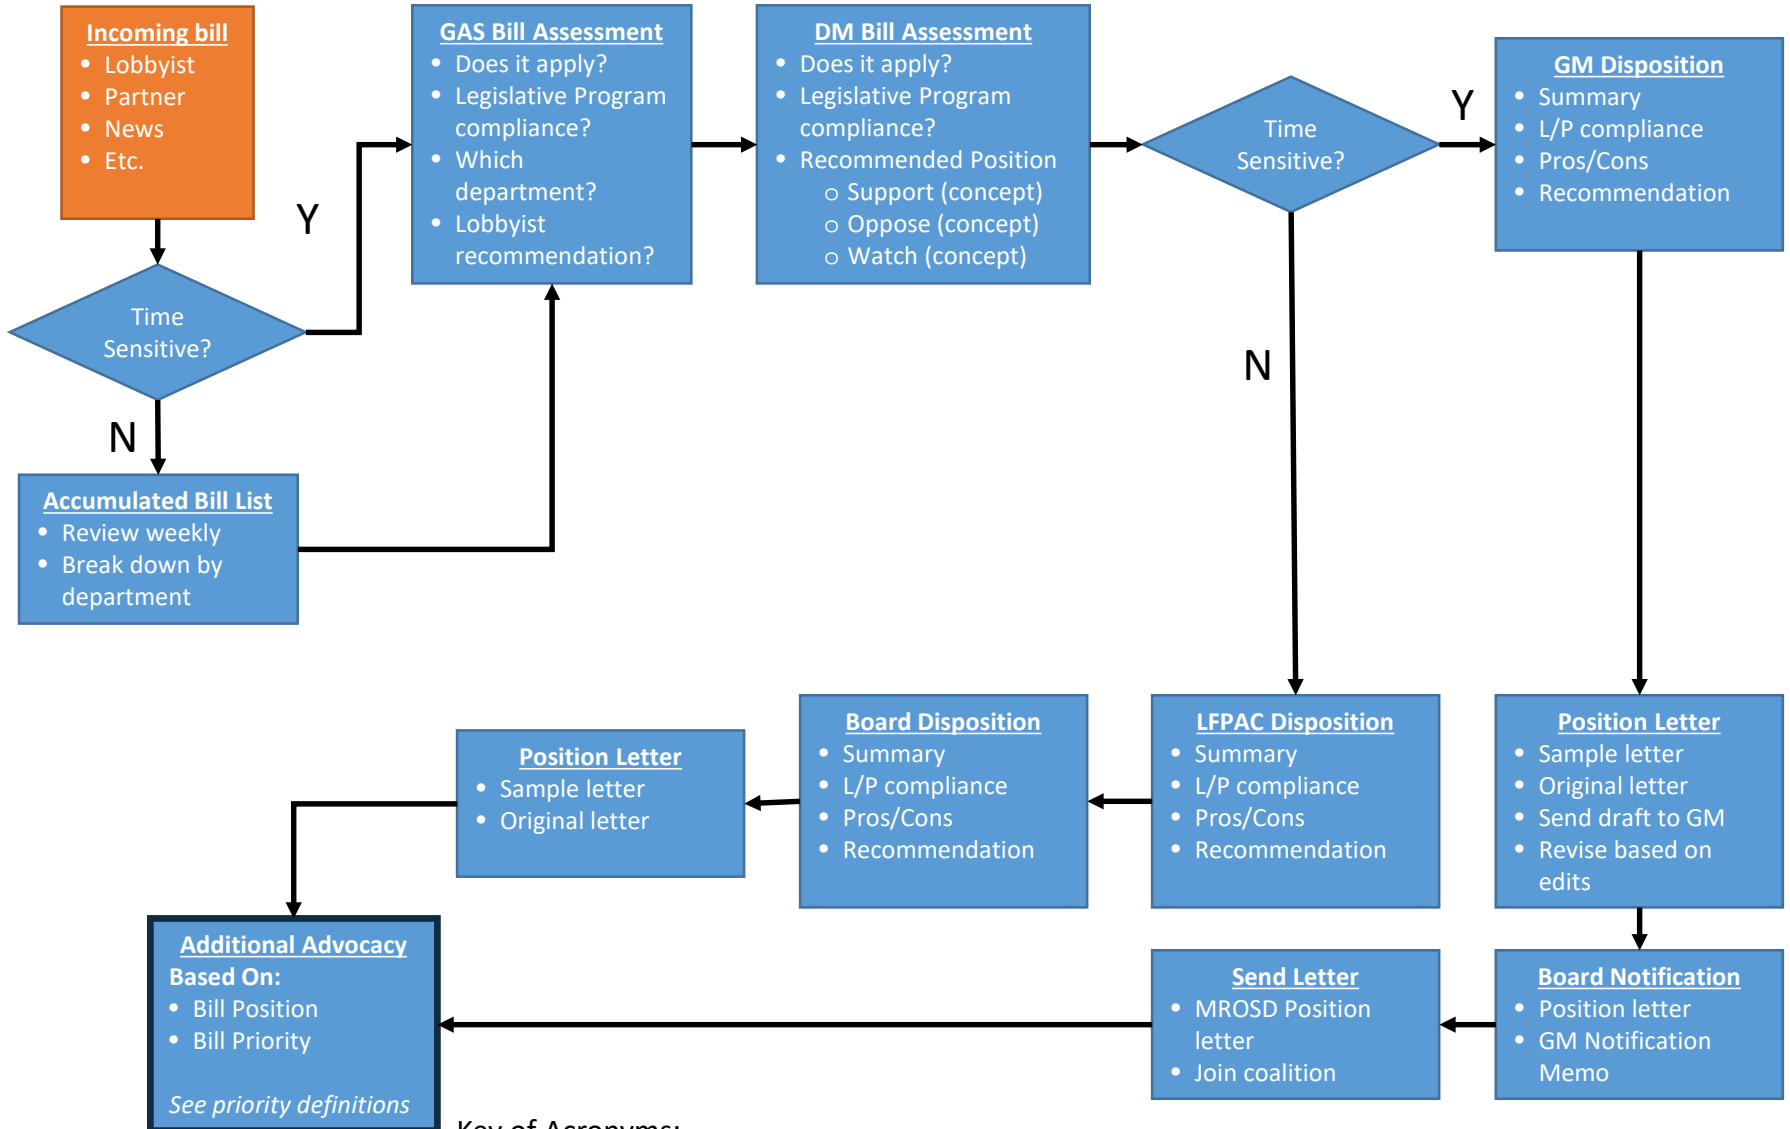 Incoming bill
• Lobbyist
• Partner
• News
• Etc.
Time
Sensitive?
Y
N
Accumulated Bill List
• Review weekly
• Break down by
department
GAS Bill Assessment
• Does it apply?
• Legislative Program
compliance?
• Which
department?
• Lobbyist
recommendation?
DM Bill Assessment
• Does it apply?
• Legislative Program
compliance?
• Recommended Position
o Support (concept)
o Oppose (concept)
o Watch (concept)
Time
Sensitive?
Y
N
GM Disposition
• Summary
• L/P compliance
• Pros/Cons
• Recommendation
Position Letter
• Sample letter
• Original letter
• Send draft to GM
• Revise based on
edits
Board Notification
• Position letter
• GM Notification
Memo
Send Letter
• MROSD Position
letter
• Join coalition
LFPAC Disposition
• Summary
• L/P compliance
• Pros/Cons
• Recommendation
Board Disposition
• Summary
• L/P compliance
• Pros/Cons
• Recommendation
Position Letter
• Sample letter
• Original letter
Additional Advocacy
Based On:
• Bill Position
• Bill Priority
See priority definitions
Key of Acronyms: